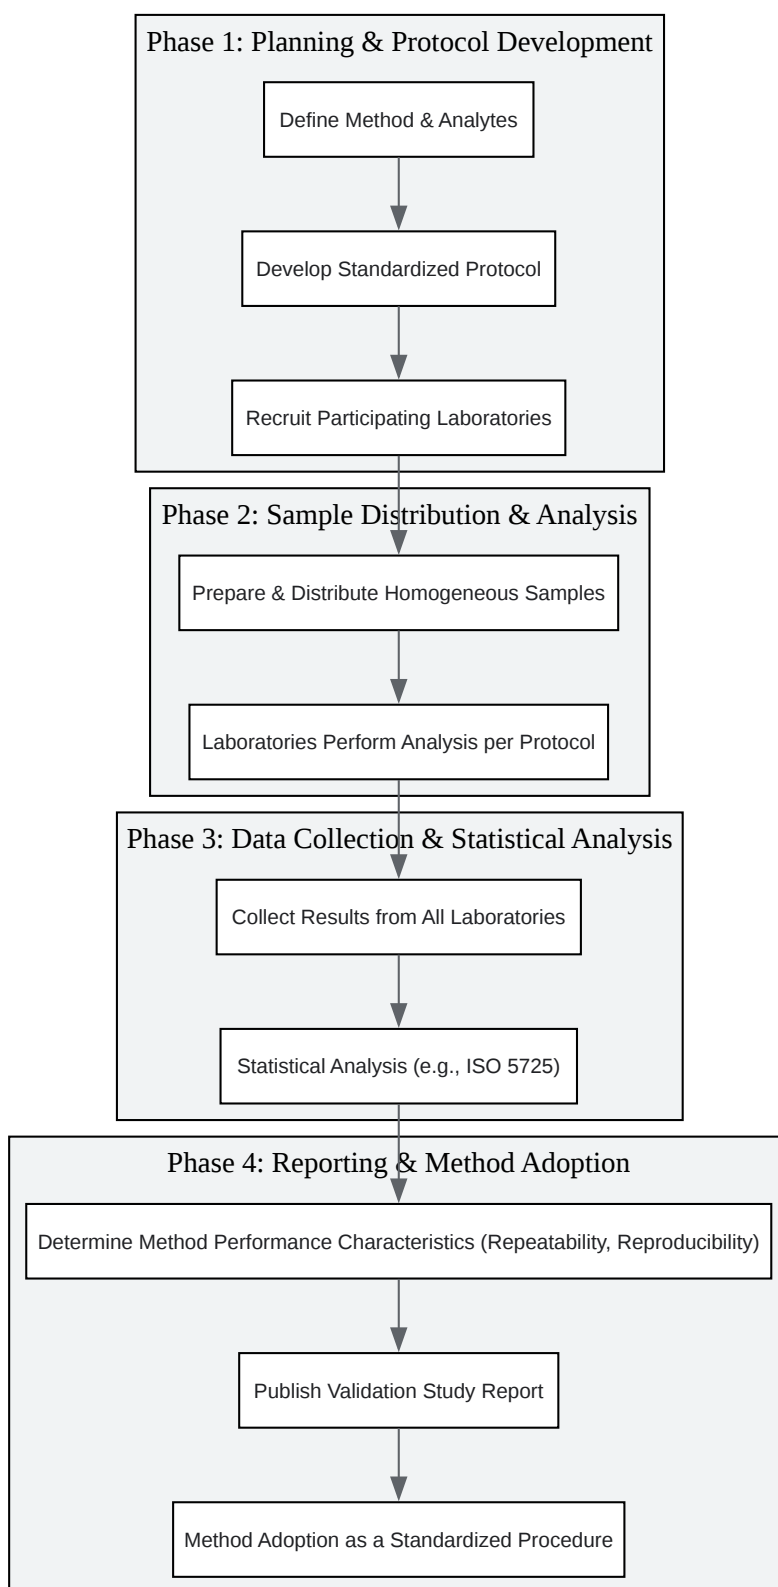 Phase 1: Planning & Protocol Development
Define Method & Analytes
Develop Standardized Protocol
Recruit Participating Laboratories
Phase 2: Sample Distribution & Analysis
Prepare & Distribute Homogeneous Samples
Laboratories Perform Analysis per Protocol
Phase 3: Data Collection & Statistical Analysis
Collect Results from All Laboratories
Statistical Analysis (e.g., ISO 5725)
Phase 4: Reporting & Method Adoption
Determine Method Performance Characteristics (Repeatability, Reproducibility)
Publish Validation Study Report
Method Adoption as a Standardized Procedure